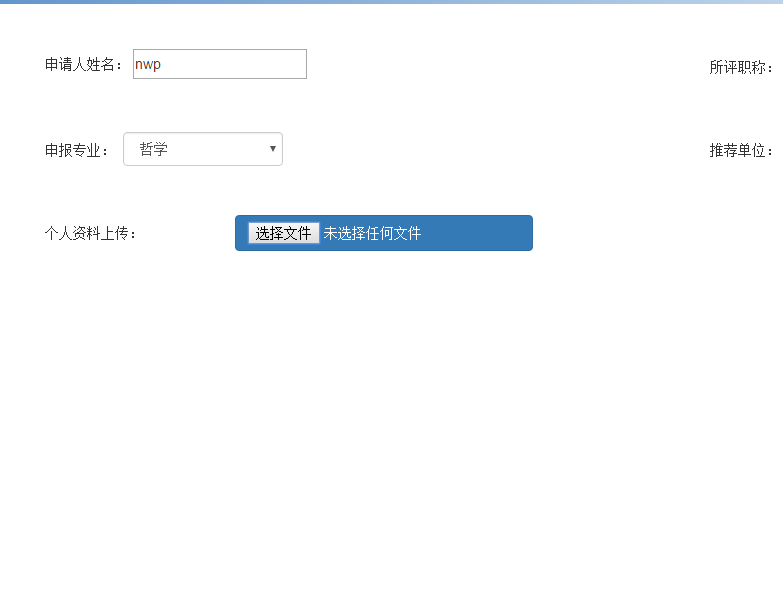 申请人姓名： nwp 所评职称：
申报专业： 哲学 推荐单位：
个人资料上传： 选择文件 未选择任何文件